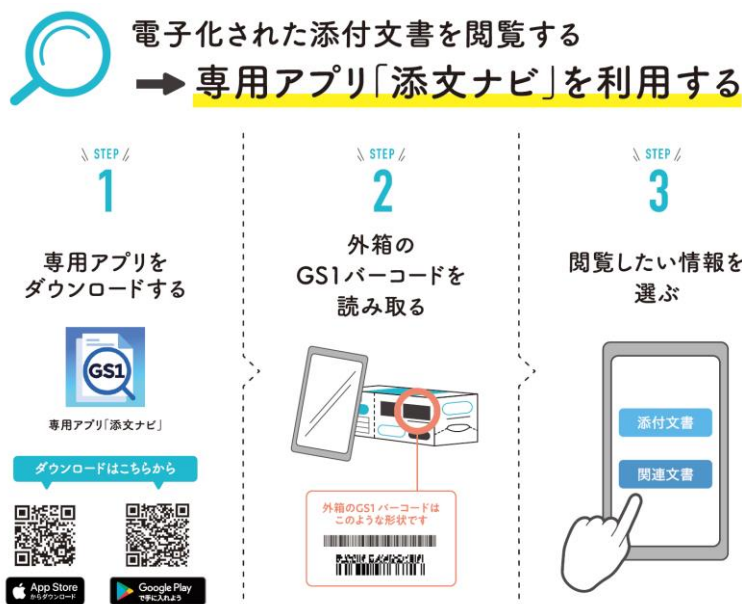 電子化された添付文書を閲覧する
→専用アプリ「添文ナビ」を利用する
STEP
1
専用アプリを
ダウンロードする
GS1
専用アプリ「添文ナビ」
ダウンロードはこちらから
App Store
からダウンロード
Google Play
で手に入れよう
STEP
2
外箱の
GS1バーコードを
読み取る
外箱のGS1バーコードは
このような形状です
STEP
3
閲覧したい情報を
選ぶ
添付文書
関連文書